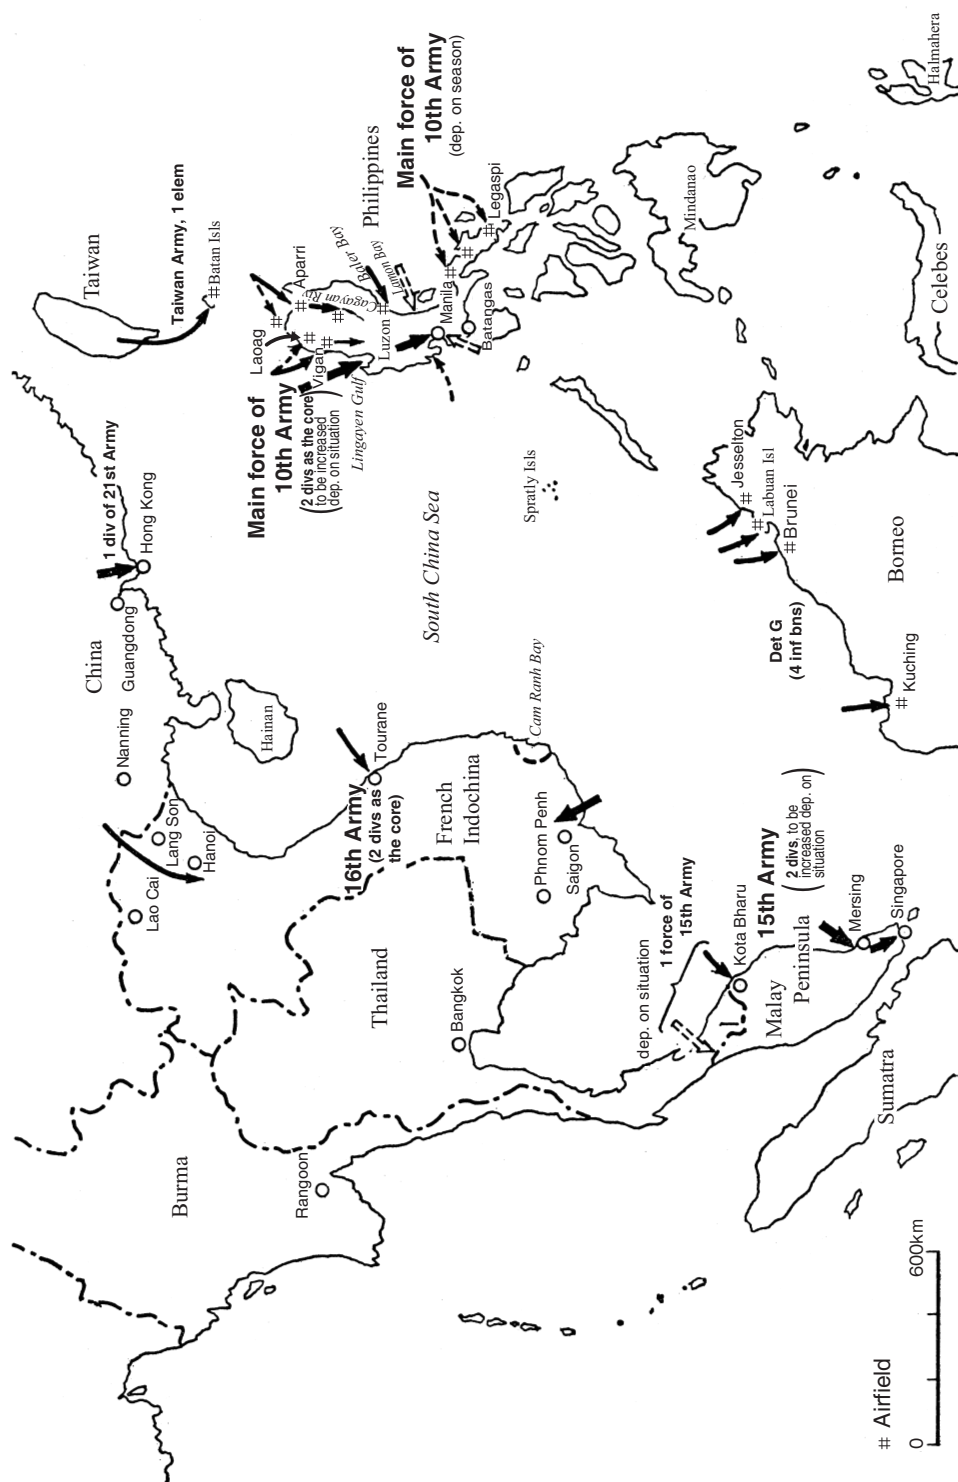 Taiwan
Taiwan Army, 1 elem
Batan Isls
Main force of
10th Army
(dep. on season)
Philippines
Aparri
Cagayan Riv
Baler Bay
Lamon Bay
Laoag
Vigan
Luzon
Manila
Batangas
Legaspi
Lingayen Gulf
Main force of
10th Army
(2 divs as the core
to be increased
dep. on situation)
Mindanao
Halmahera
Celebes
1 div of 21st Army
Hong Kong
Guangdong
China
Nanning
Hainan
South China Sea
Spratly Isls
Jesselton
Labuan Isl
Brunei
Borneo
Det G
(4 inf bns)
Kuching
Lang Son
Hanoi
Lao Cai
Tourane
16th Army
(2 divs as
the core)
French
Indochina
Cam Ranh Bay
Phnom Penh
Saigon
Thailand
Bangkok
dep. on situation
1 force of
15th Army
Kota Bharu
15th Army
(2 divs, to be
increased dep. on
situation)
Malay
Peninsula
Mersing
Singapore
Sumatra
Burma
Rangoon
# Airfield
0
600km